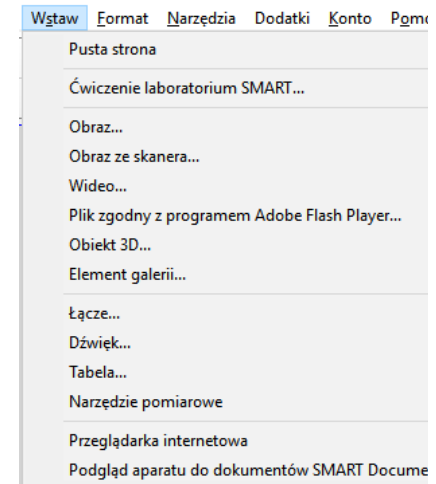 Wstaw Format Narzędzia Dodatki Konto
Pusta strona
Ćwiczenie laboratorium SMART...
Obraz...
Obraz ze skanera...
Wideo...
Plik zgodny z programem Adobe Flash Player...
Obiekt 3D...
Element galerii...
Łącze...
Dźwięk...
Tabela...
Narzędzie pomiarowe
Przeglądarka internetowa
Podgląd aparatu do dokumentów SMART